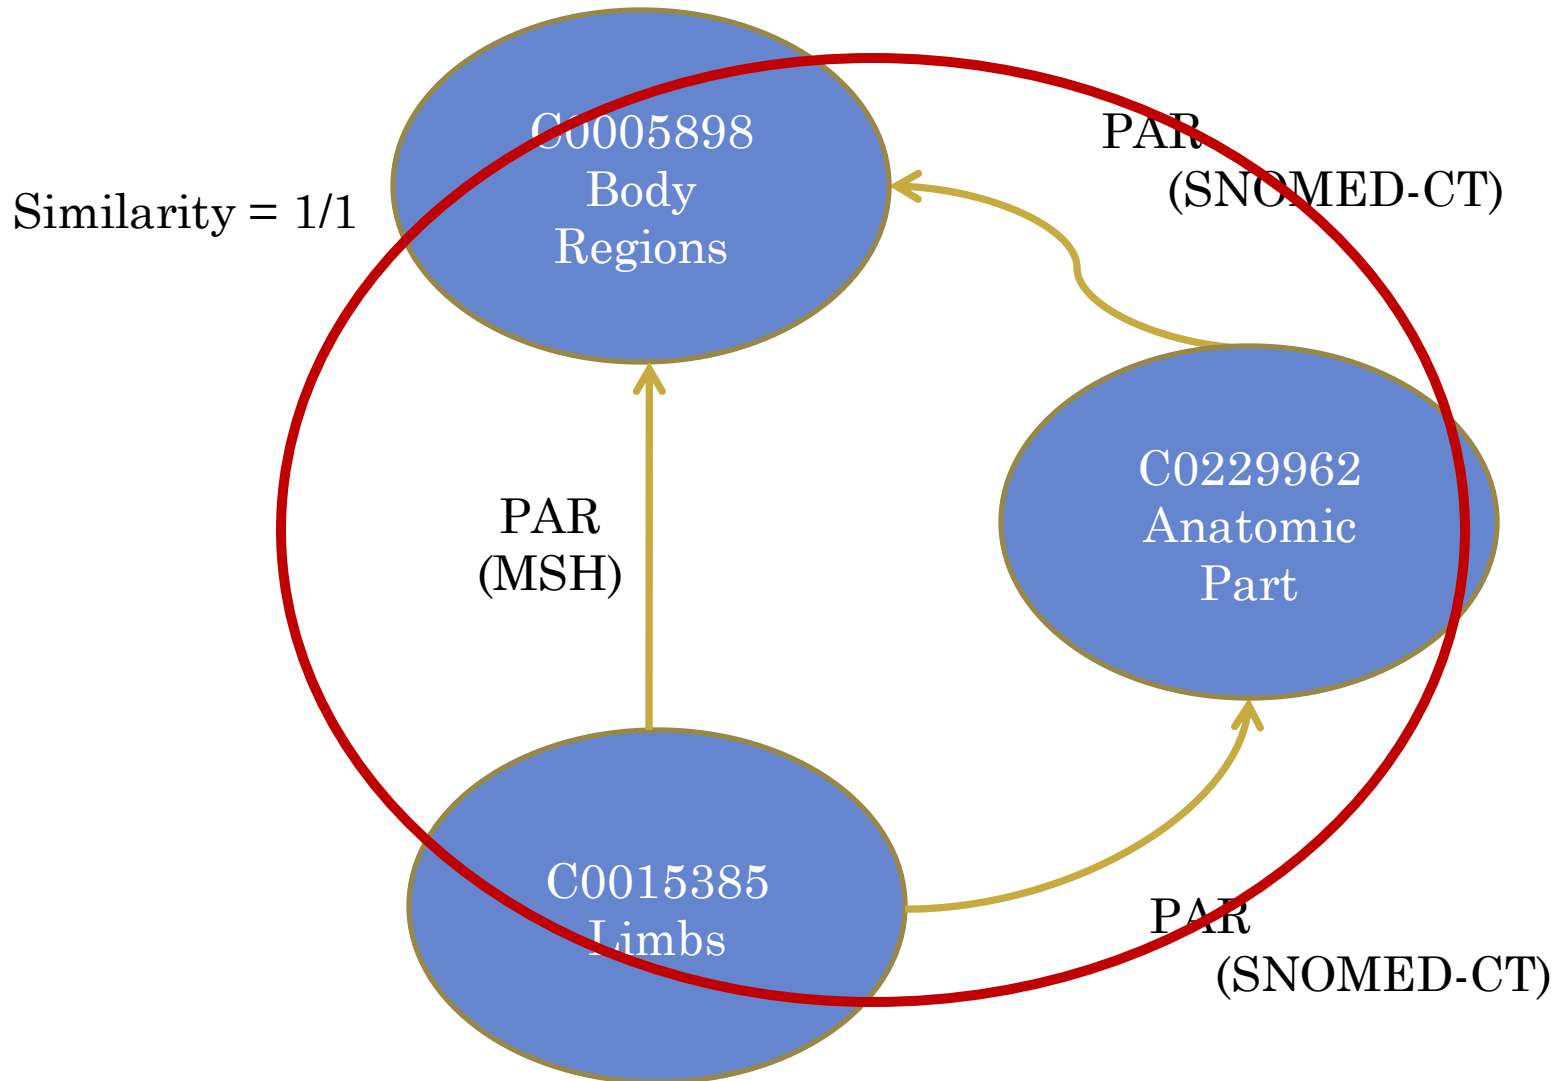 C0005898
Body
Regions
PAR
(SNOMED-CT)
Similarity = 1/1
C0229962
Anatomic
Part
PAR
(MSH)
C0015385
Limbs
PAR
(SNOMED-CT)